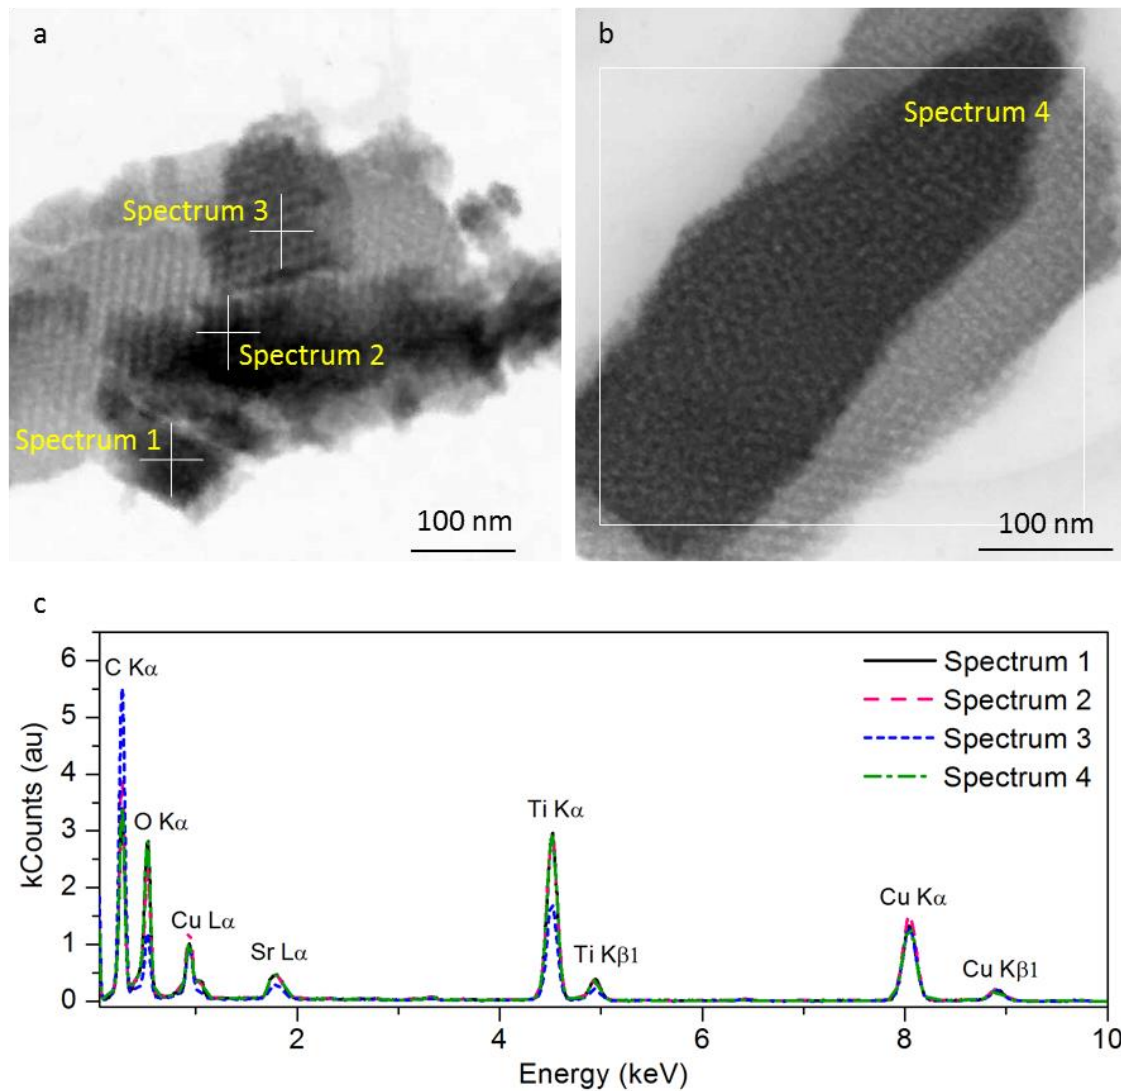 a
Spectrum 3
Spectrum 2
Spectrum 1
100 nm
b
Spectrum 4
100 nm
c
kCounts (au)
6
5
4
3
2
1
0
C Kα
O Kα
Cu Lα
Sr Lα
Ti Kα
Ti Kβ1
Cu Kα
Cu Kβ1
Spectrum 1
Spectrum 2
Spectrum 3
Spectrum 4
2
4
6
8
10
Energy (keV)